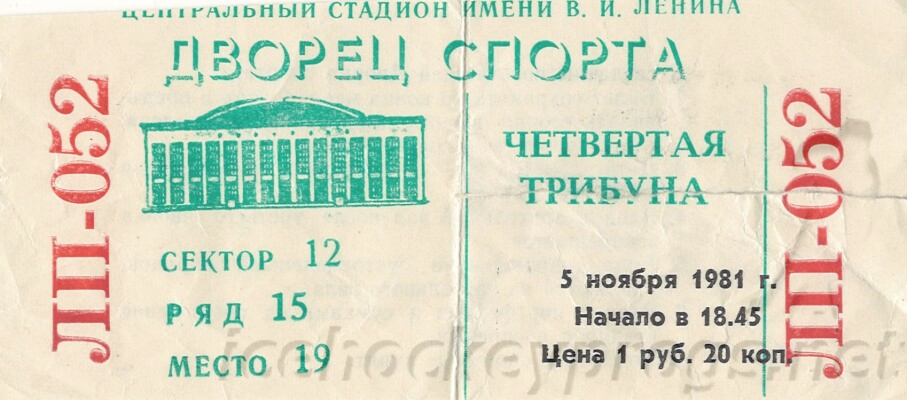 ЦЕНТРАЛЬНЫЙ СТАДИОН ИМЕНИ В. И. ЛЕНИНА
ДВОРЕЦ СПОРТА
ЛП-052
ЧЕТВЕРТАЯ
ТРИБУНА
СЕКТОР 12
РЯД 15
МЕСТО 19
5 ноября 1981 г.
Начало в 18.45
Цена 1 руб. 20 коп.
ЛП-052
icehockeyprogs.net